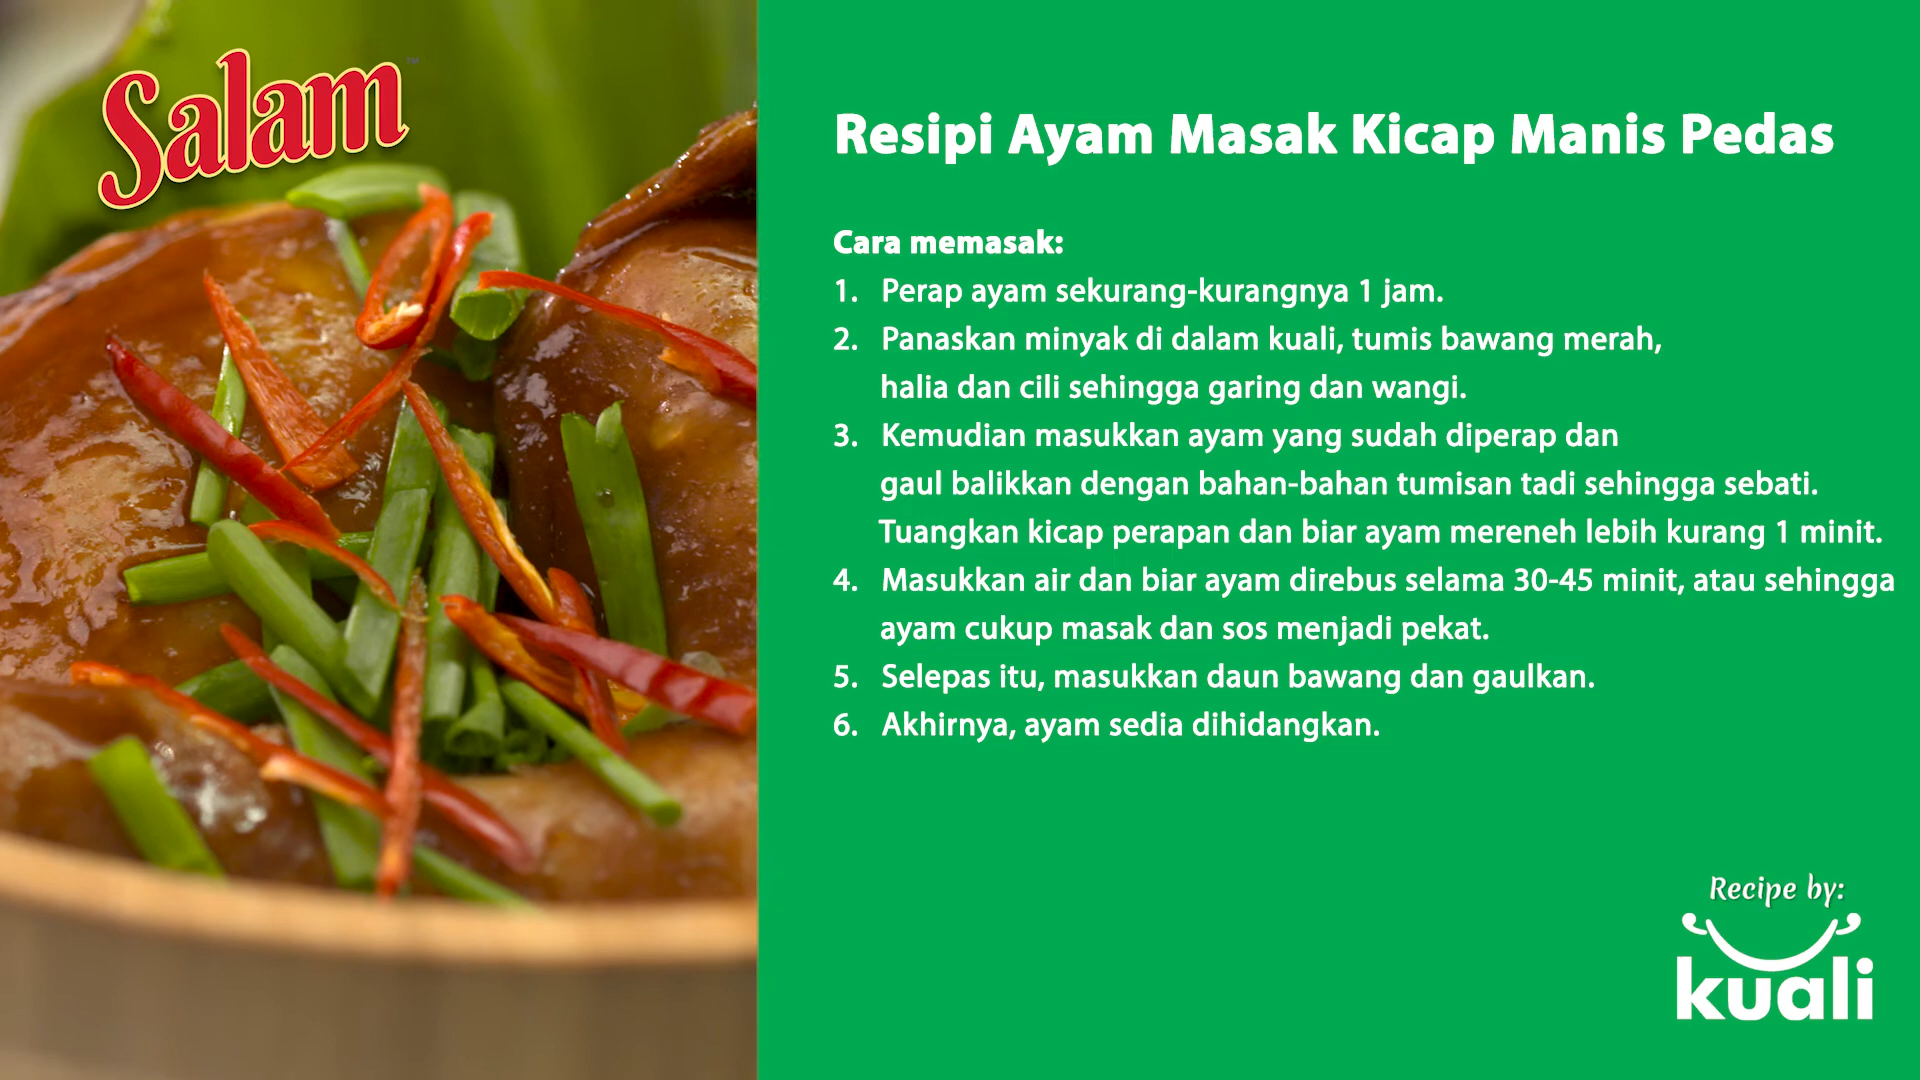 Salam™
Resipi Ayam Masak Kicap Manis Pedas
Cara memasak:
1. Perap ayam sekurang-kurangnya 1 jam.
2. Panaskan minyak di dalam kuali, tumis bawang merah,
halia dan cili sehingga garing dan wangi.
3. Kemudian masukkan ayam yang sudah diperap dan
gaul balikkan dengan bahan-bahan tumisan tadi sehingga sebati.
Tuangkan kicap perapan dan biar ayam mereneh lebih kurang 1 minit.
4. Masukkan air dan biar ayam direbus selama 30-45 minit, atau sehingga
ayam cukup masak dan sos menjadi pekat.
5. Selepas itu, masukkan daun bawang dan gaulkan.
6. Akhirnya, ayam sedia dihidangkan.
Recipe by:
kuali